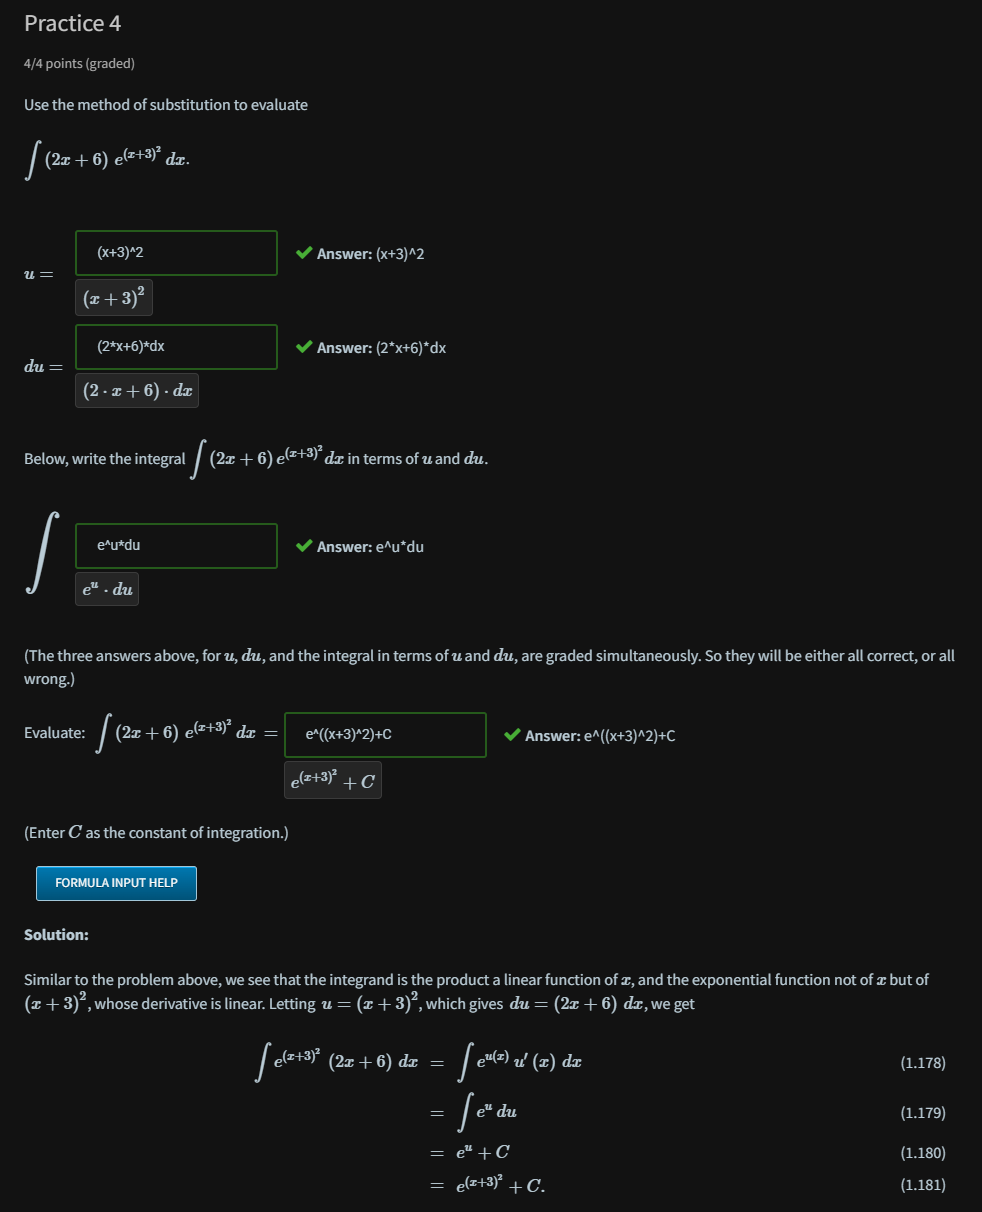 Practice 4
4/4 points (graded)
Use the method of substitution to evaluate
∫ (2x + 6) e^{(x+3)^2} dx.
u =
(x+3)^2
✔ Answer: (x+3)^2
(x + 3)^2
du =
(2*x+6)*dx
✔ Answer: (2*x+6)*dx
(2 · x + 6) · dx
Below, write the integral ∫ (2x + 6) e^{(x+3)^2} dx in terms of u and du.
∫
e^u*du
✔ Answer: e^u*du
e^u · du
(The three answers above, for u, du, and the integral in terms of u and du, are graded simultaneously. So they will be either all correct, or all
wrong.)
Evaluate: ∫ (2x + 6) e^{(x+3)^2} dx =
e^((x+3)^2)+C
✔ Answer: e^((x+3)^2)+C
e^{(x+3)^2} + C
(Enter C as the constant of integration.)
FORMULA INPUT HELP
Solution:
Similar to the problem above, we see that the integrand is the product a linear function of x, and the exponential function not of x but of
(x + 3)^2, whose derivative is linear. Letting u = (x + 3)^2, which gives du = (2x + 6) dx, we get
∫ e^{(x+3)^2} (2x + 6) dx = ∫ e^{u(x)} u′ (x) dx (1.178)
= ∫ e^u du (1.179)
= e^u + C (1.180)
= e^{(x+3)^2} + C. (1.181)